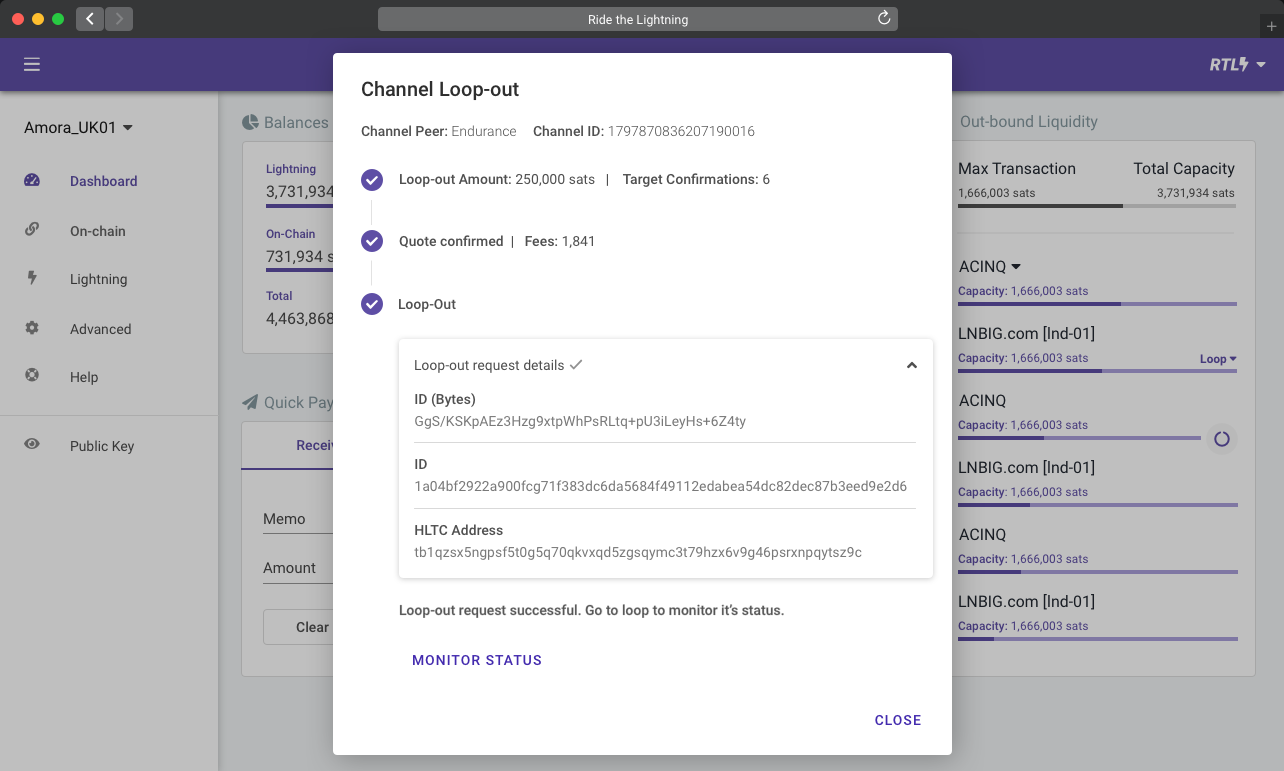 Ride the Lightning
RTL
Amora_UK01
Dashboard
On-chain
Lightning
Advanced
Help
Public Key
Balances
Lightning
3,731,934
On-Chain
731,934 s
Total
4,463,868
Quick Pay
Receiv
Memo
Amount
Clear
Channel Loop-out
Channel Peer: Endurance Channel ID: 1797870836207190016
Loop-out Amount: 250,000 sats | Target Confirmations: 6
Quote confirmed | Fees: 1,841
Loop-Out
Loop-out request details
ID (Bytes)
GgS/KSKpAEz3Hzg9xtpWhPsRLtq+pU3iLeyHs+6Z4ty
ID
1a04bf2922a900fcg71f383dc6da5684f49112edabea54dc82dec87b3eed9e2d6
HLTC Address
tb1qzsx5ngpsf5t0g5q70qkvxqd5zgsqymc3t79hzx6v9g46psrxnpqytsz9c
Loop-out request successful. Go to loop to monitor it’s status.
MONITOR STATUS
CLOSE
Out-bound Liquidity
Max Transaction Total Capacity
1,666,003 sats 3,731,934 sats
ACINQ
Capacity: 1,666,003 sats
LNBIG.com [lnd-01]
Capacity: 1,666,003 sats Loop
ACINQ
Capacity: 1,666,003 sats
LNBIG.com [lnd-01]
Capacity: 1,666,003 sats
ACINQ
Capacity: 1,666,003 sats
LNBIG.com [lnd-01]
Capacity: 1,666,003 sats